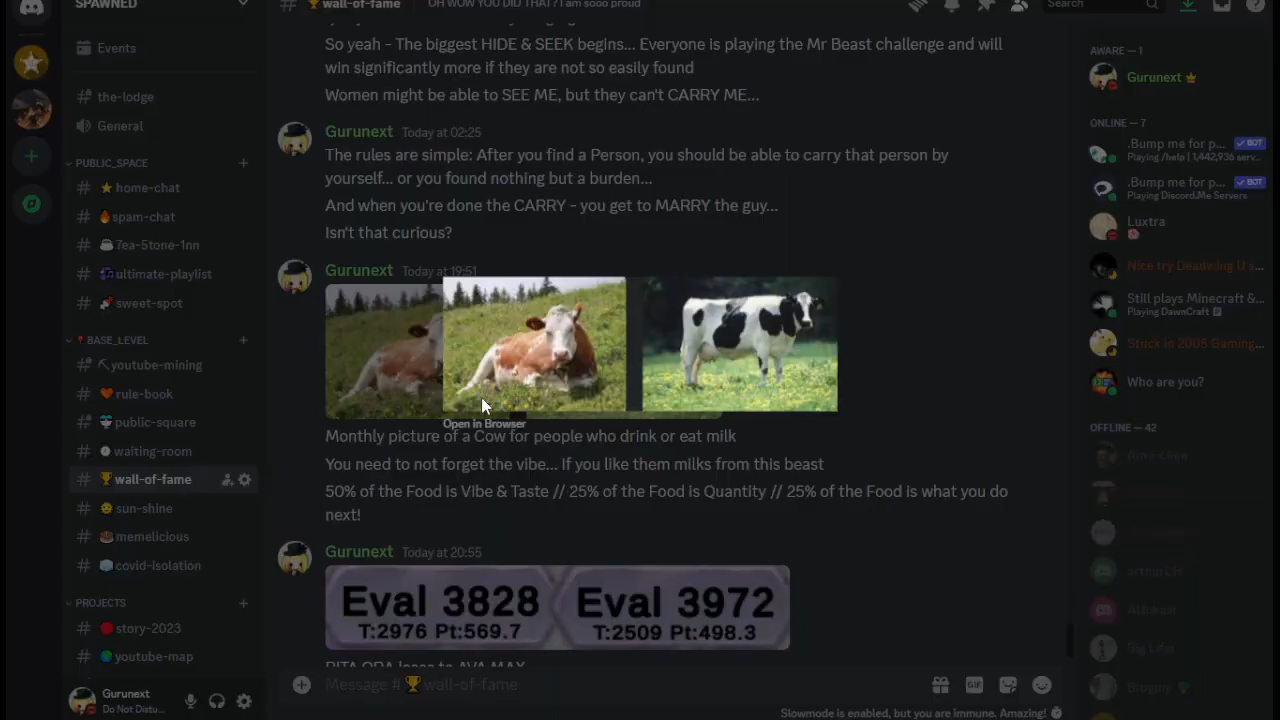 SPAWNED
🏆wall-of-fame
OH WOW YOU DID THAT? I am sooo proud
Search
Events
the-lodge
General
PUBLIC_SPACE
home-chat
spam-chat
7ea-5tone-1nn
ultimate-playlist
sweet-spot
BASE_LEVEL
youtube-mining
rule-book
public-square
waiting-room
wall-of-fame
sun-shine
memelicious
covid-isolation
PROJECTS
story-2023
youtube-map
Gurunext
Do Not Distu...
So yeah - The biggest HIDE & SEEK begins... Everyone is playing the Mr Beast challenge and will
win significantly more if they are not so easily found
Women might be able to SEE ME, but they can't CARRY ME...
Gurunext Today at 02:25
The rules are simple: After you find a Person, you should be able to carry that person by
yourself... or you found nothing but a burden...
And when you're done the CARRY - you get to MARRY the guy...
Isn't that curious?
Gurunext Today at 19:51
Open in Browser
Monthly picture of a Cow for people who drink or eat milk
You need to not forget the vibe... If you like them milks from this beast
50% of the Food is Vibe & Taste // 25% of the Food is Quantity // 25% of the Food is what you do
next!
Gurunext Today at 20:55
Eval 3828 Eval 3972
T:2976 Pt:569.7 T:2509 Pt:498.3
RITA ORA loses to AVA MAX
Message #🏆wall-of-fame
GIF
Slowmode is enabled, but you are immune. Amazing!
AWARE — 1
Gurunext
ONLINE — 7
.Bump me for p... BOT
Playing /help | 1,442,936 serv...
.Bump me for p... BOT
Playing Discord.Me Servers
Luxtra
Nice try Deadwing U s...
Still plays Minecraft &...
Playing DawnCraft
Stuck in 2005 Gaming...
Who are you?
OFFLINE — 42